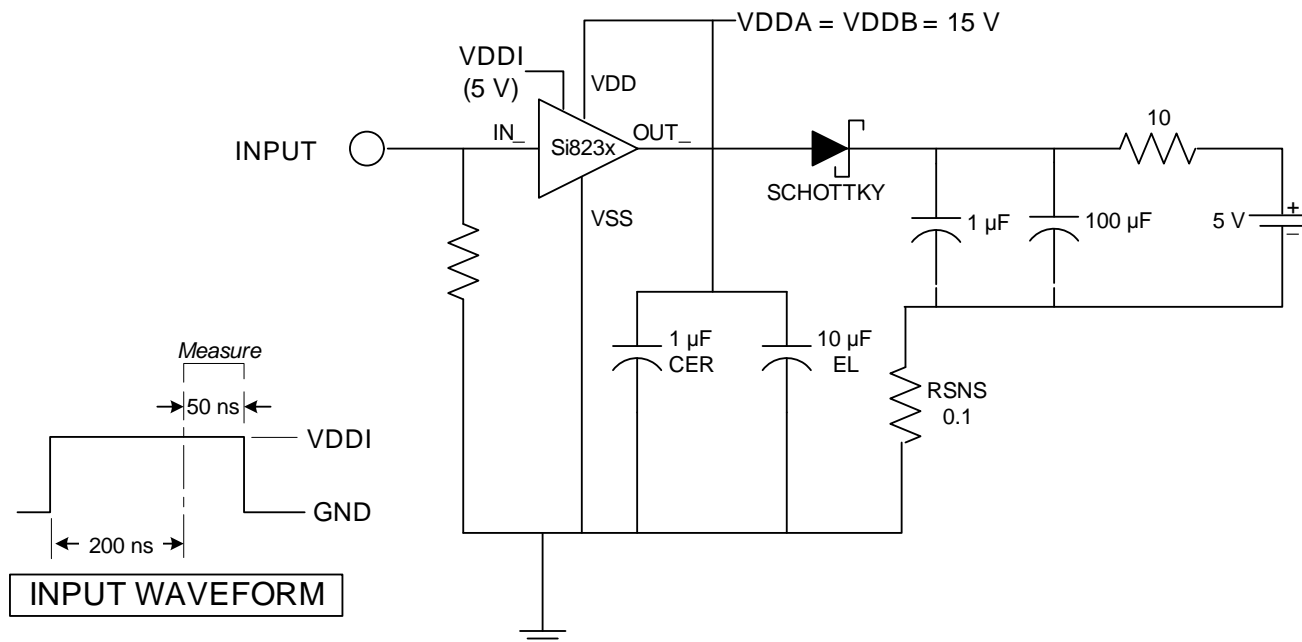 VDDA = VDDB = 15 V
VDDI
(5 V)
VDD
10
INPUT
IN_
Si823x
OUT_
SCHOTTKY
VSS
1 µF
100 µF
5 V
+
–
Measure
1 µF
CER
10 µF
EL
50 ns
RSNS
0.1
VDDI
GND
200 ns
INPUT WAVEFORM